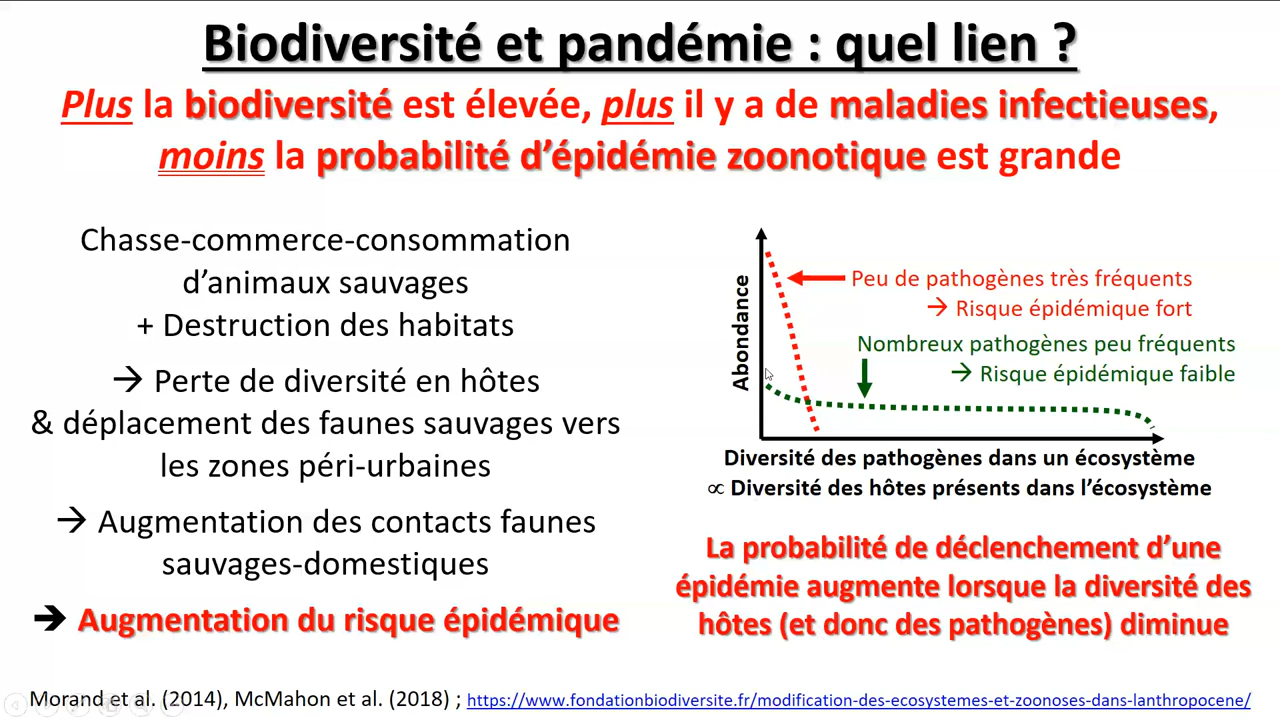 Biodiversité et pandémie : quel lien ?
Plus la biodiversité est élevée, plus il y a de maladies infectieuses,
moins la probabilité d'épidémie zoonotique est grande
Chasse-commerce-consommation
d'animaux sauvages
+ Destruction des habitats
→ Perte de diversité en hôtes
& déplacement des faunes sauvages vers
les zones péri-urbaines
→ Augmentation des contacts faunes
sauvages-domestiques
➔ Augmentation du risque épidémique
Abondance
Peu de pathogènes très fréquents
→ Risque épidémique fort
Nombreux pathogènes peu fréquents
→ Risque épidémique faible
Diversité des pathogènes dans un écosystème
∝ Diversité des hôtes présents dans l'écosystème
La probabilité de déclenchement d'une
épidémie augmente lorsque la diversité des
hôtes (et donc des pathogènes) diminue
Morand et al. (2014), McMahon et al. (2018) ; https://www.fondationbiodiversite.fr/modification-des-ecosystemes-et-zoonoses-dans-lanthropocene/